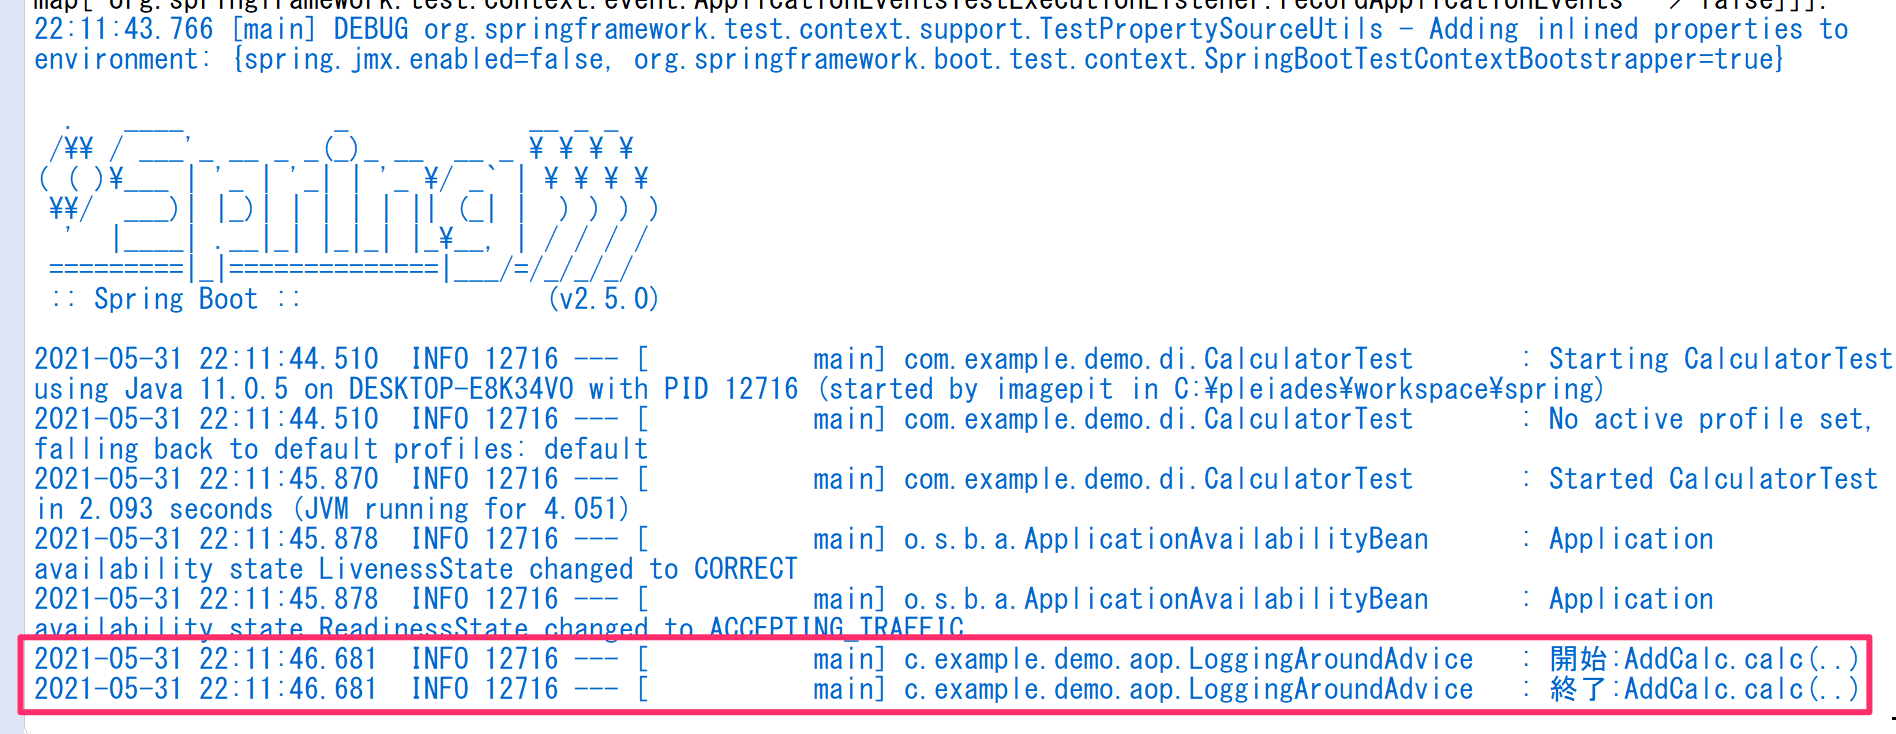 map[ org.springframework.test.context.event.ApplicationEventsTestExecutionListener.recordApplicationEvents  -> false]]].
22:11:43.766 [main] DEBUG org.springframework.test.context.support.TestPropertySourceUtils - Adding inlined properties to
environment: {spring.jmx.enabled=false, org.springframework.boot.test.context.SpringBootTestContextBootstrapper=true}
  .   ____          _            __ _ _
 /¥¥ / ___'_ __ _ _(_)_ __  __ _ ¥ ¥ ¥ ¥
( ( )¥___ | '_ | '_| | '_ ¥/ _` | ¥ ¥ ¥ ¥
 ¥¥/  ___)| |_)| | | | | || (_| |  ) ) ) )
  '  |____| .__|_| |_|_| |_¥__, | / / / /
 =========|_|==============|___/=/_/_/_/
 :: Spring Boot ::                (v2.5.0)
2021-05-31 22:11:44.510  INFO 12716 --- [           main] com.example.demo.di.CalculatorTest       : Starting CalculatorTest
using Java 11.0.5 on DESKTOP-E8K34VO with PID 12716 (started by imagepit in C:¥pleiades¥workspace¥spring)
2021-05-31 22:11:44.510  INFO 12716 --- [           main] com.example.demo.di.CalculatorTest       : No active profile set,
falling back to default profiles: default
2021-05-31 22:11:45.870  INFO 12716 --- [           main] com.example.demo.di.CalculatorTest       : Started CalculatorTest
in 2.093 seconds (JVM running for 4.051)
2021-05-31 22:11:45.878  INFO 12716 --- [           main] o.s.b.a.ApplicationAvailabilityBean      : Application
availability state LivenessState changed to CORRECT
2021-05-31 22:11:45.878  INFO 12716 --- [           main] o.s.b.a.ApplicationAvailabilityBean      : Application
availability state ReadinessState changed to ACCEPTING_TRAFFIC
2021-05-31 22:11:46.681  INFO 12716 --- [           main] c.example.demo.aop.LoggingAroundAdvice   : 開始:AddCalc.calc(..)
2021-05-31 22:11:46.681  INFO 12716 --- [           main] c.example.demo.aop.LoggingAroundAdvice   : 終了:AddCalc.calc(..)